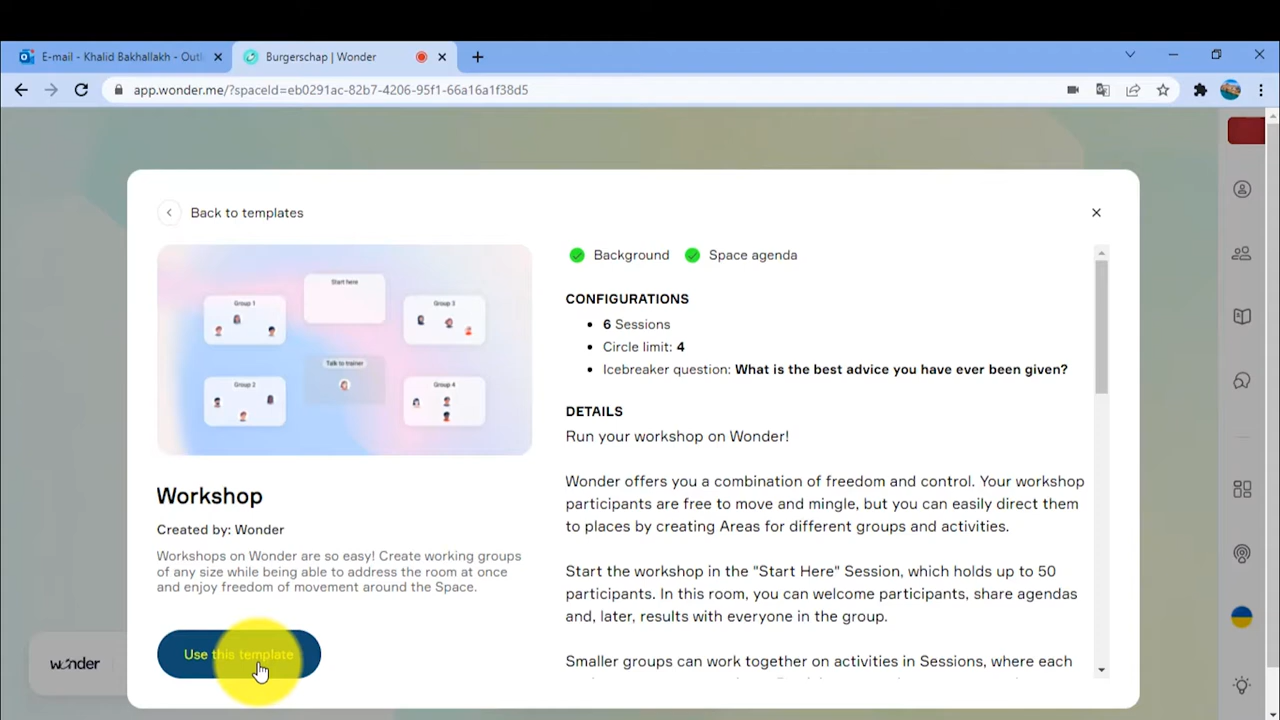 E-mail - Khalid Bakhallakh - Outl
Burgerschap | Wonder
app.wonder.me/?spaceId=eb0291ac-82b7-4206-95f1-66a16a1f38d5
Back to templates
Start here
Group 1
Group 3
Talk to trainer
Group 2
Group 4
Background
Space agenda
CONFIGURATIONS
6 Sessions
Circle limit: 4
Icebreaker question: What is the best advice you have ever been given?
DETAILS
Run your workshop on Wonder!
Wonder offers you a combination of freedom and control. Your workshop
participants are free to move and mingle, but you can easily direct them
to places by creating Areas for different groups and activities.
Start the workshop in the "Start Here" Session, which holds up to 50
participants. In this room, you can welcome participants, share agendas
and, later, results with everyone in the group.
Smaller groups can work together on activities in Sessions, where each
Workshop
Created by: Wonder
Workshops on Wonder are so easy! Create working groups
of any size while being able to address the room at once
and enjoy freedom of movement around the Space.
Use this template
wonder